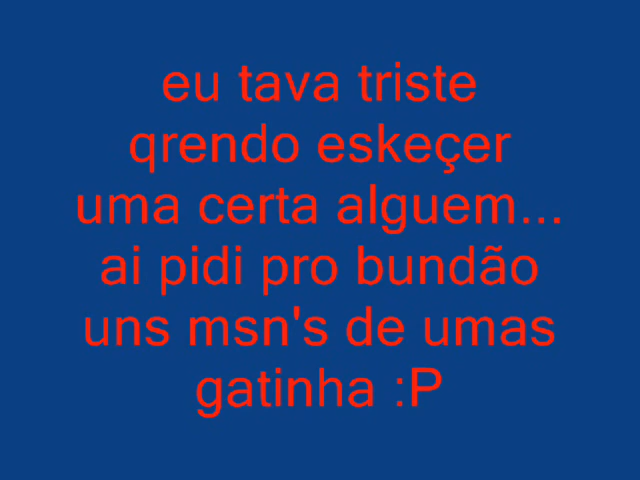 eu tava triste
qrendo eskeçer
uma certa alguem...
ai pidi pro bundão
uns msn's de umas
gatinha :P